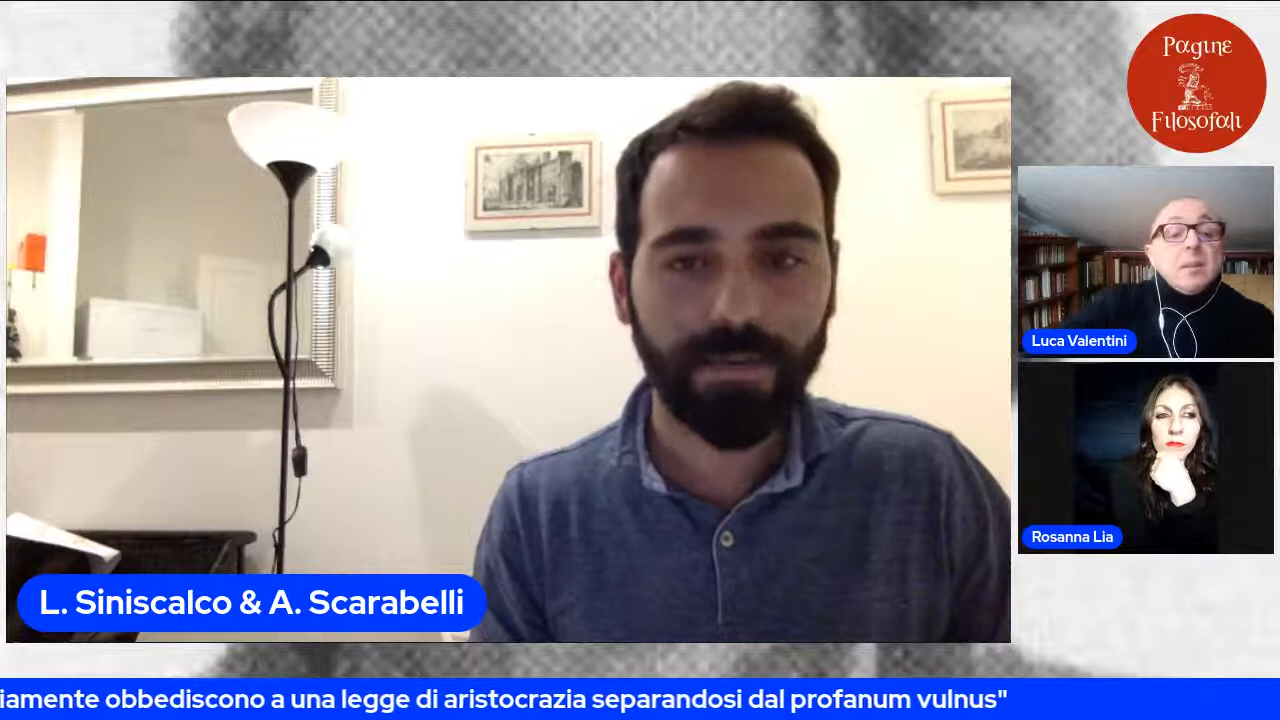 Pagine
Filosofali
Luca Valentini
Rosanna Lia
L. Siniscalco & A. Scarabelli
iamente obbediscono a una legge di aristocrazia separandosi dal profanum vulnus"